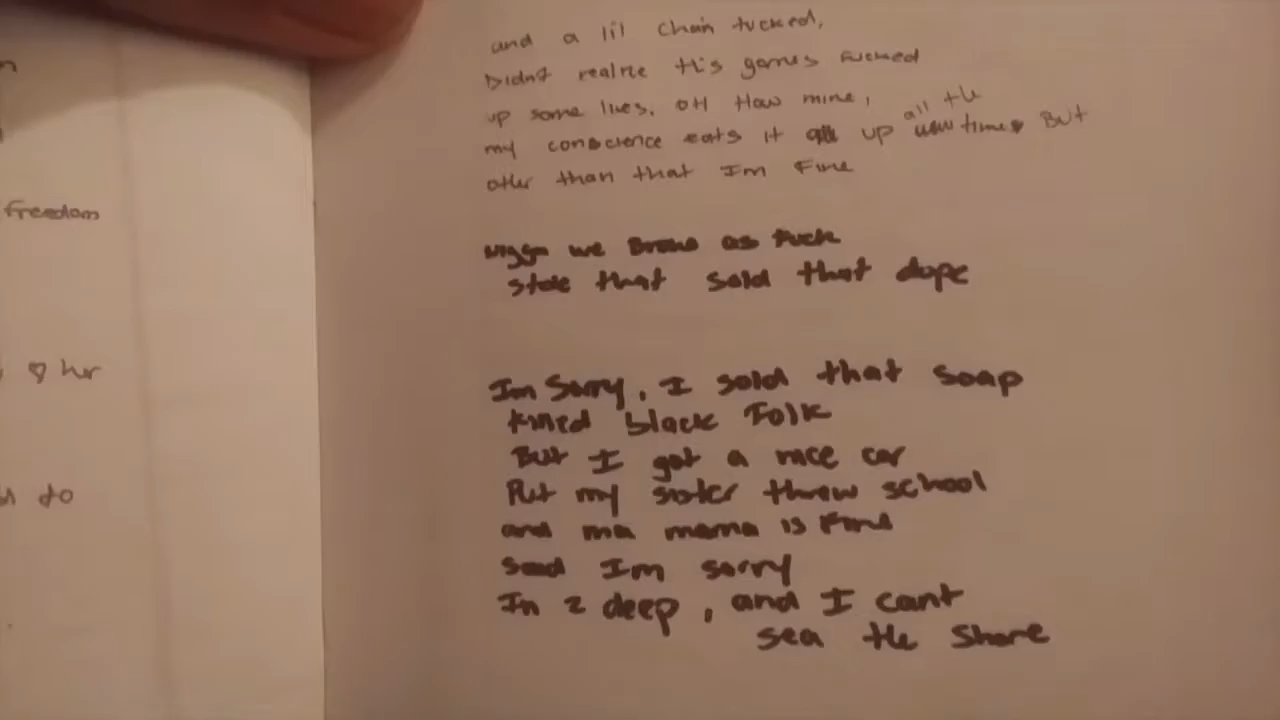 freedom
♡ hr
do
and a lil chain tucked,
Didnt realize this games fucked
up some lives. OH How mine,
my conscience eats it up all the time But
other than that Im Fine
nigga we Broke as fuck
stole that sold that dope
Im Sorry, I sold that soap
killed black Folk
But I got a nice car
Put my sister threw school
and ma mama is Fine
said Im sorry
In 2 deep, and I cant
sea the Shore